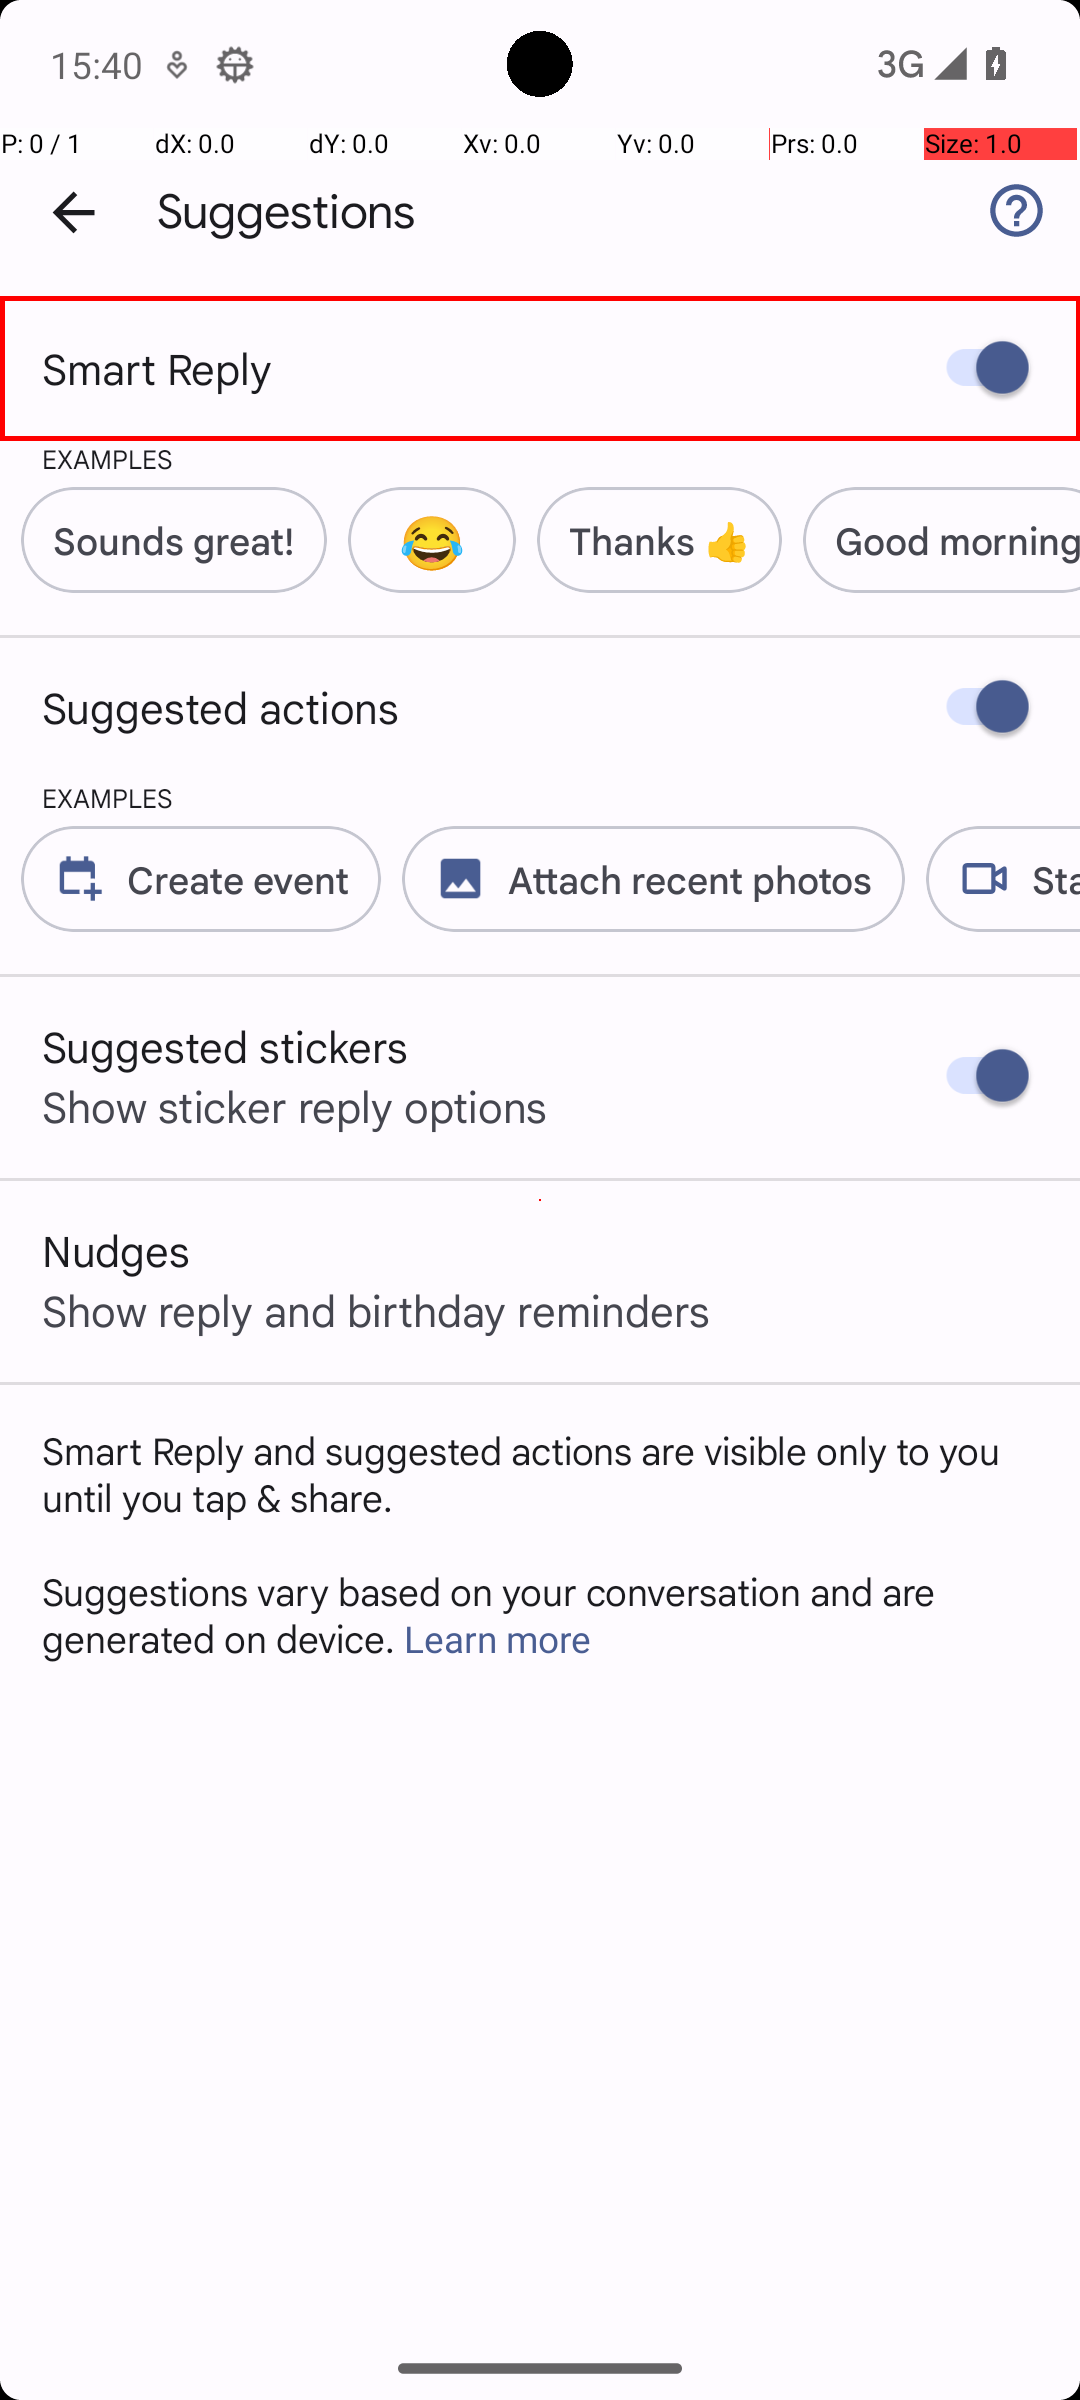 15:40
3G
P: 0 / 1 dX: 0.0 dY: 0.0 Xv: 0.0 Yv: 0.0 Prs: 0.0 Size: 1.0
Suggestions
Smart Reply
EXAMPLES
Sounds great! 😂 Thanks 👍 Good morning
Suggested actions
EXAMPLES
Create event Attach recent photos Sta
Suggested stickers
Show sticker reply options
Nudges
Show reply and birthday reminders
Smart Reply and suggested actions are visible only to you
until you tap & share.
Suggestions vary based on your conversation and are
generated on device. Learn more